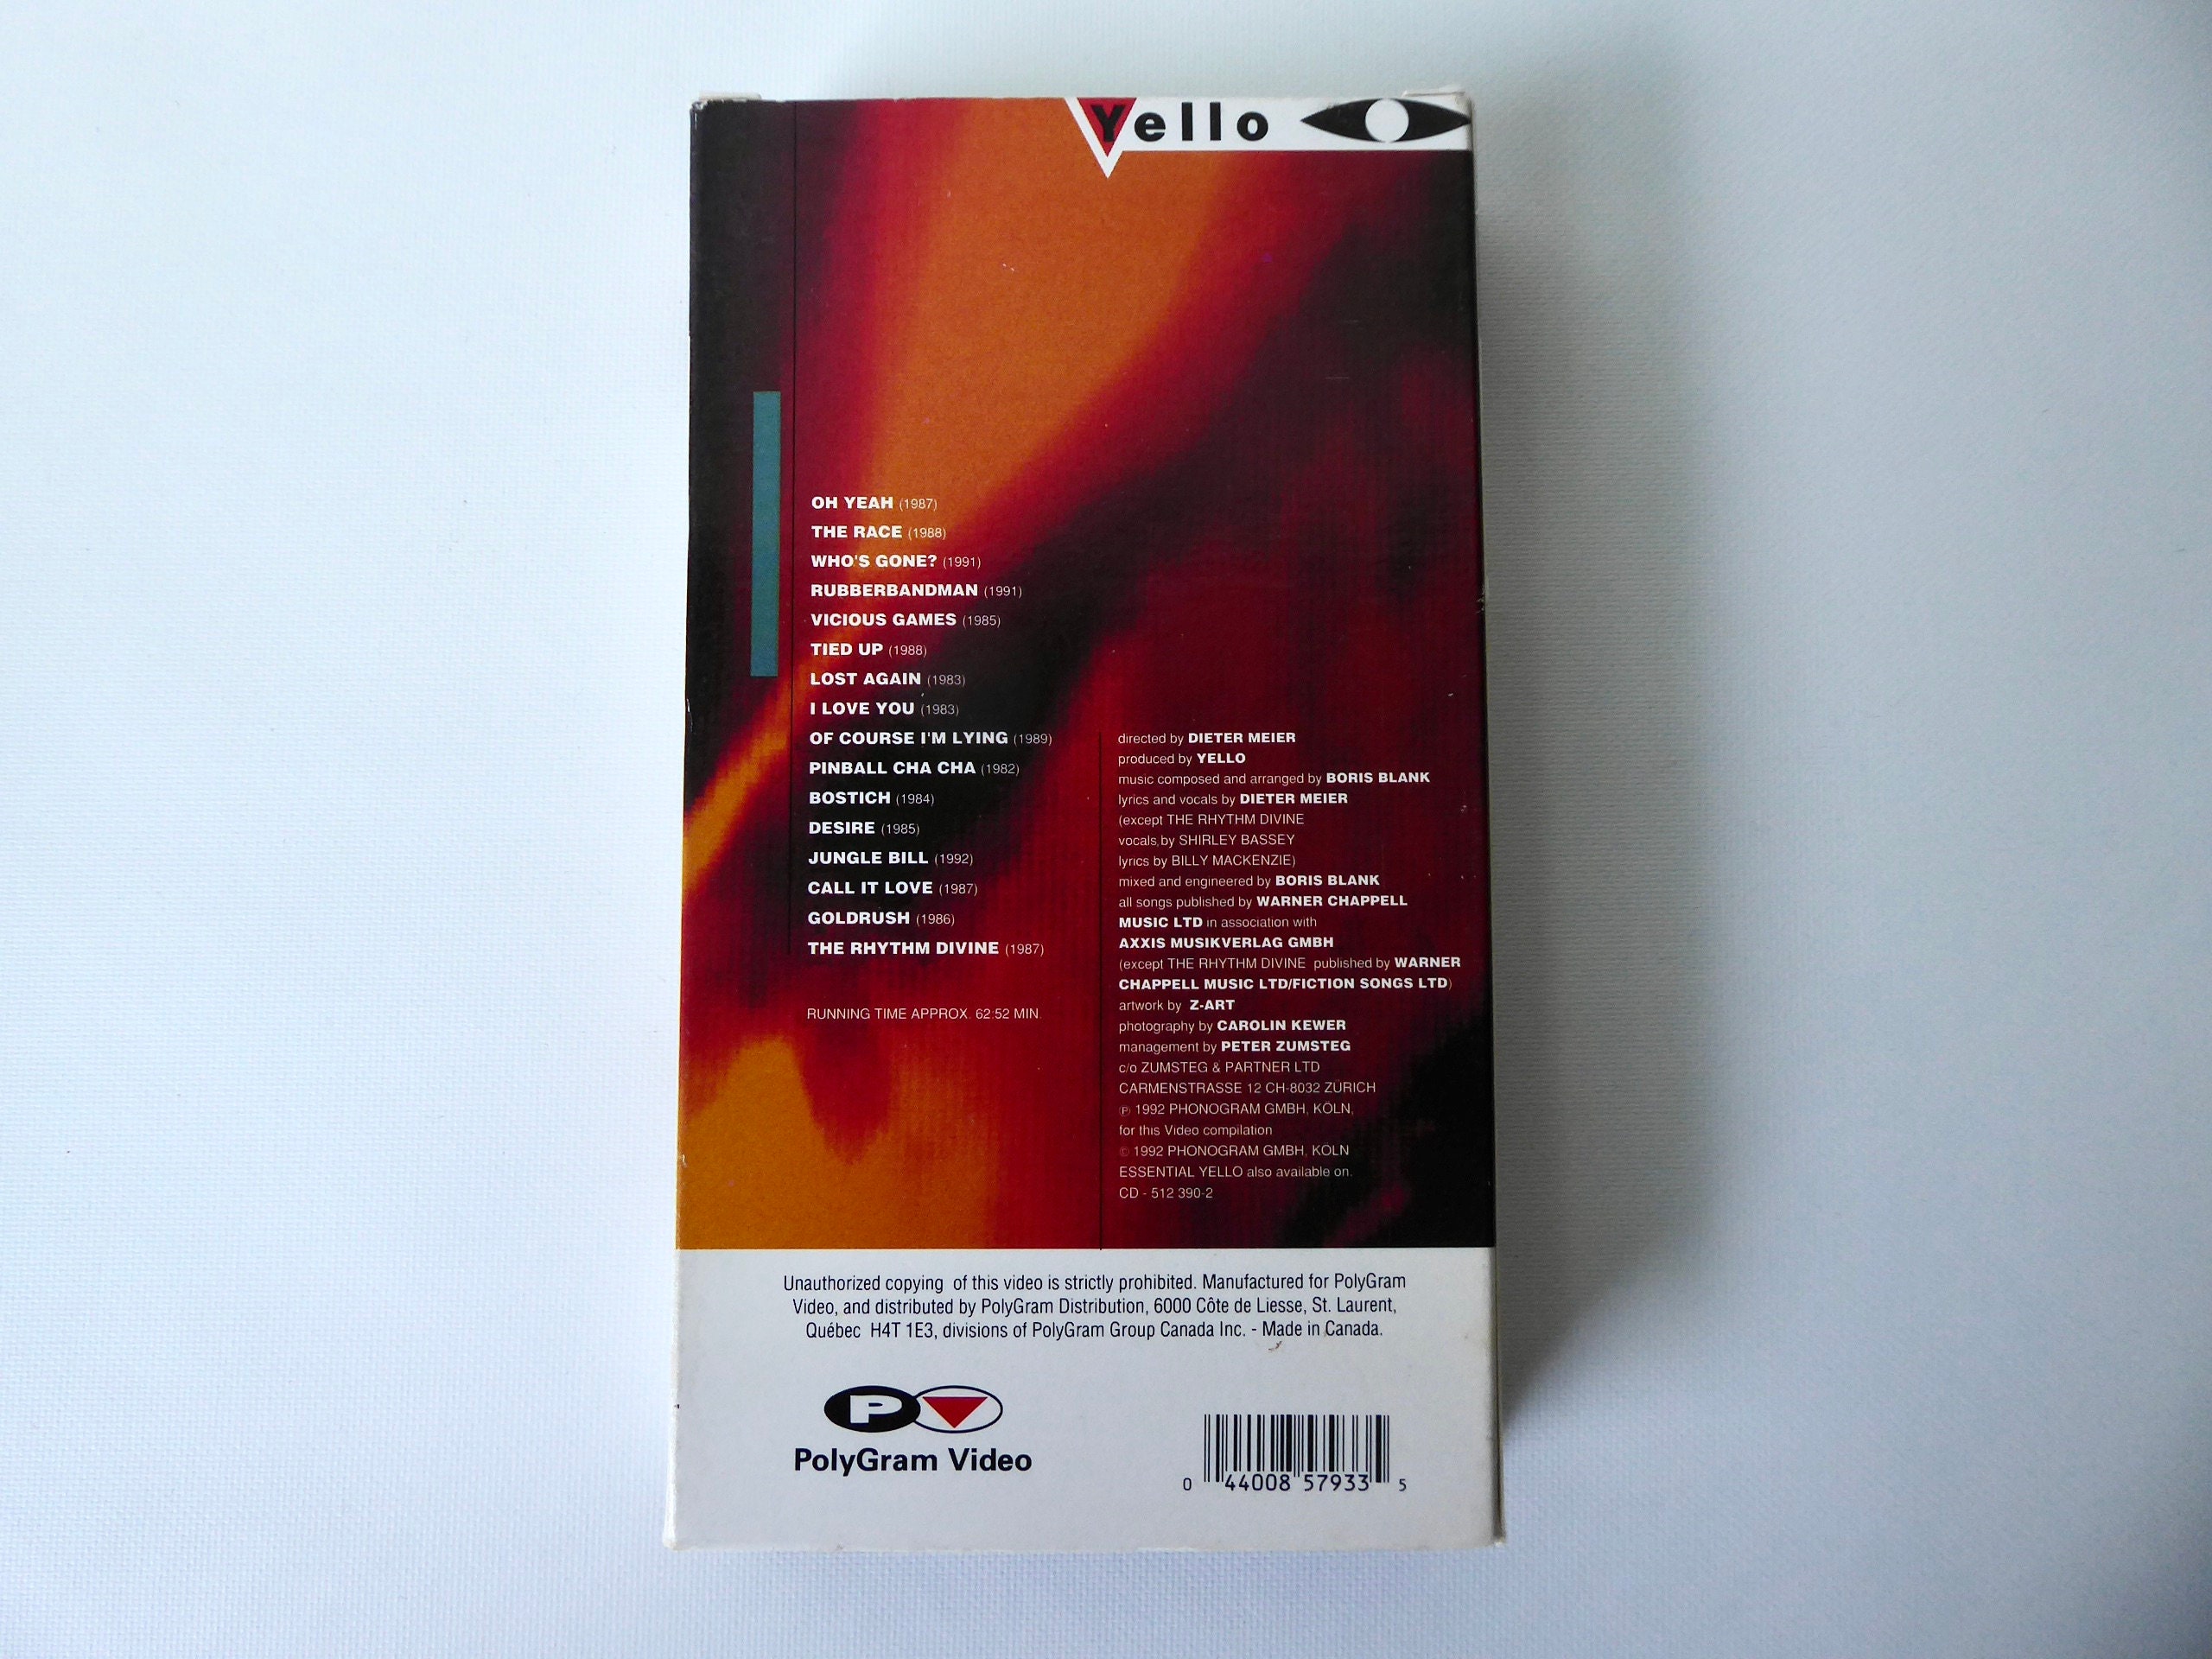 Yello
OH YEAH (1987)
THE RACE (1988)
WHO'S GONE? (1991)
RUBBERBANDMAN (1991)
VICIOUS GAMES (1985)
TIED UP (1988)
LOST AGAIN (1983)
I LOVE YOU (1983)
OF COURSE I'M LYING (1989)
PINBALL CHA CHA (1982)
BOSTICH (1984)
DESIRE (1985)
JUNGLE BILL (1992)
CALL IT LOVE (1987)
GOLDRUSH (1986)
THE RHYTHM DIVINE (1987)
RUNNING TIME APPROX. 62:52 MIN.
directed by DIETER MEIER
produced by YELLO
music composed and arranged by BORIS BLANK
lyrics and vocals by DIETER MEIER
(except THE RHYTHM DIVINE
vocals by SHIRLEY BASSEY
lyrics by BILLY MACKENZIE)
mixed and engineered by BORIS BLANK
all songs published by WARNER CHAPPELL
MUSIC LTD in association with
AXXIS MUSIKVERLAG GMBH
(except THE RHYTHM DIVINE published by WARNER
CHAPPELL MUSIC LTD/FICTION SONGS LTD)
artwork by Z-ART
photography by CAROLIN KEWER
management by PETER ZUMSTEG
c/o ZUMSTEG & PARTNER LTD
CARMENSTRASSE 12 CH-8032 ZÜRICH
℗ 1992 PHONOGRAM GMBH, KÖLN,
for this Video compilation
© 1992 PHONOGRAM GMBH, KÖLN
ESSENTIAL YELLO also available on:
CD - 512 390-2
Unauthorized copying of this video is strictly prohibited. Manufactured for PolyGram
Video, and distributed by PolyGram Distribution, 6000 Côte de Liesse, St. Laurent,
Québec H4T 1E3, divisions of PolyGram Group Canada Inc. - Made in Canada.
P
PolyGram Video
0 44008 57933 5